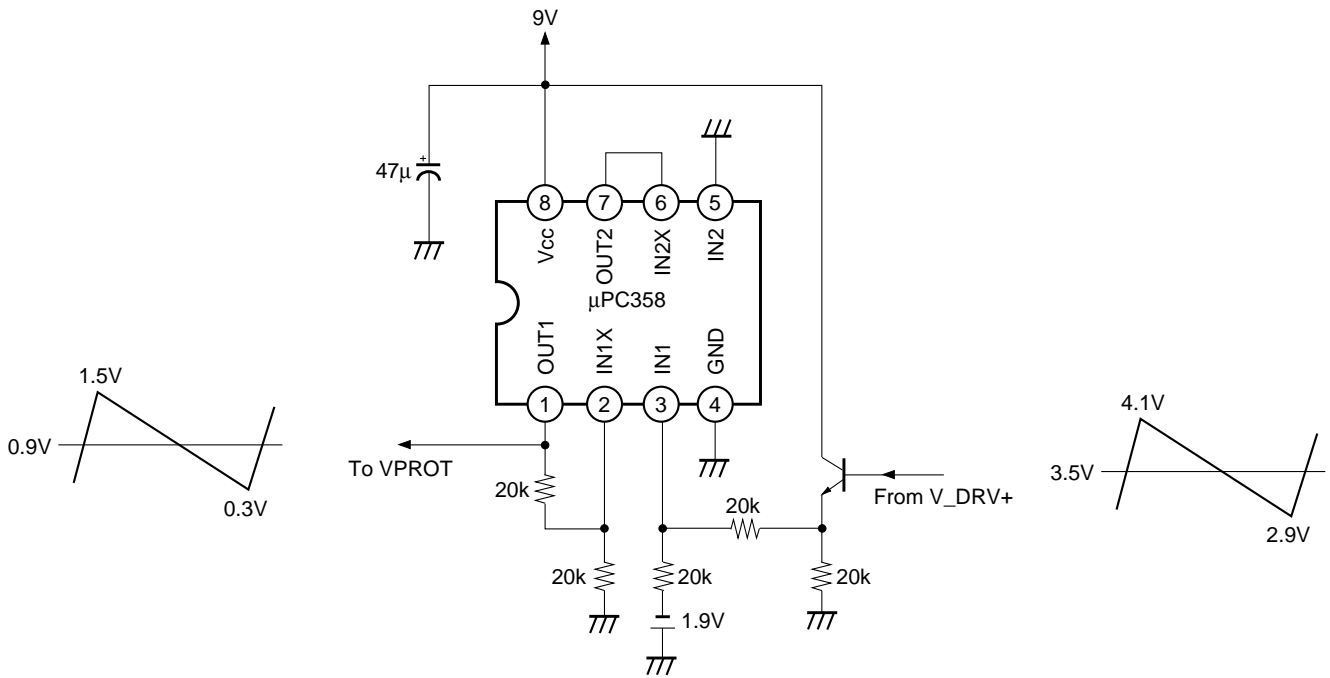 9V
+
47µ
8
7
6
5
Vcc
OUT2
IN2X
IN2
µPC358
OUT1
IN1X
IN1
GND
1
2
3
4
1.5V
0.9V
0.3V
To VPROT
20k
20k
20k
20k
20k
1.9V
From V_DRV+
4.1V
3.5V
2.9V